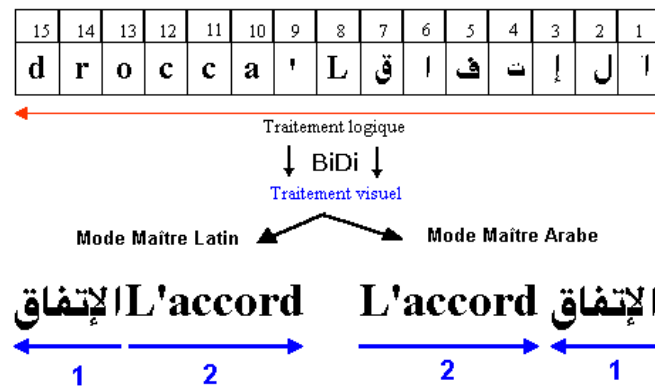 15 14 13 12 11 10 9 8 7 6 5 4 3 2 1
d r o c c a ' L ق ا ف ت إ ل ا
Traitement logique
BiDi
Traitement visuel
Mode Maître Latin Mode Maître Arabe
الإتفاقL'accord L'accord الإتفاق
1 2 2 1